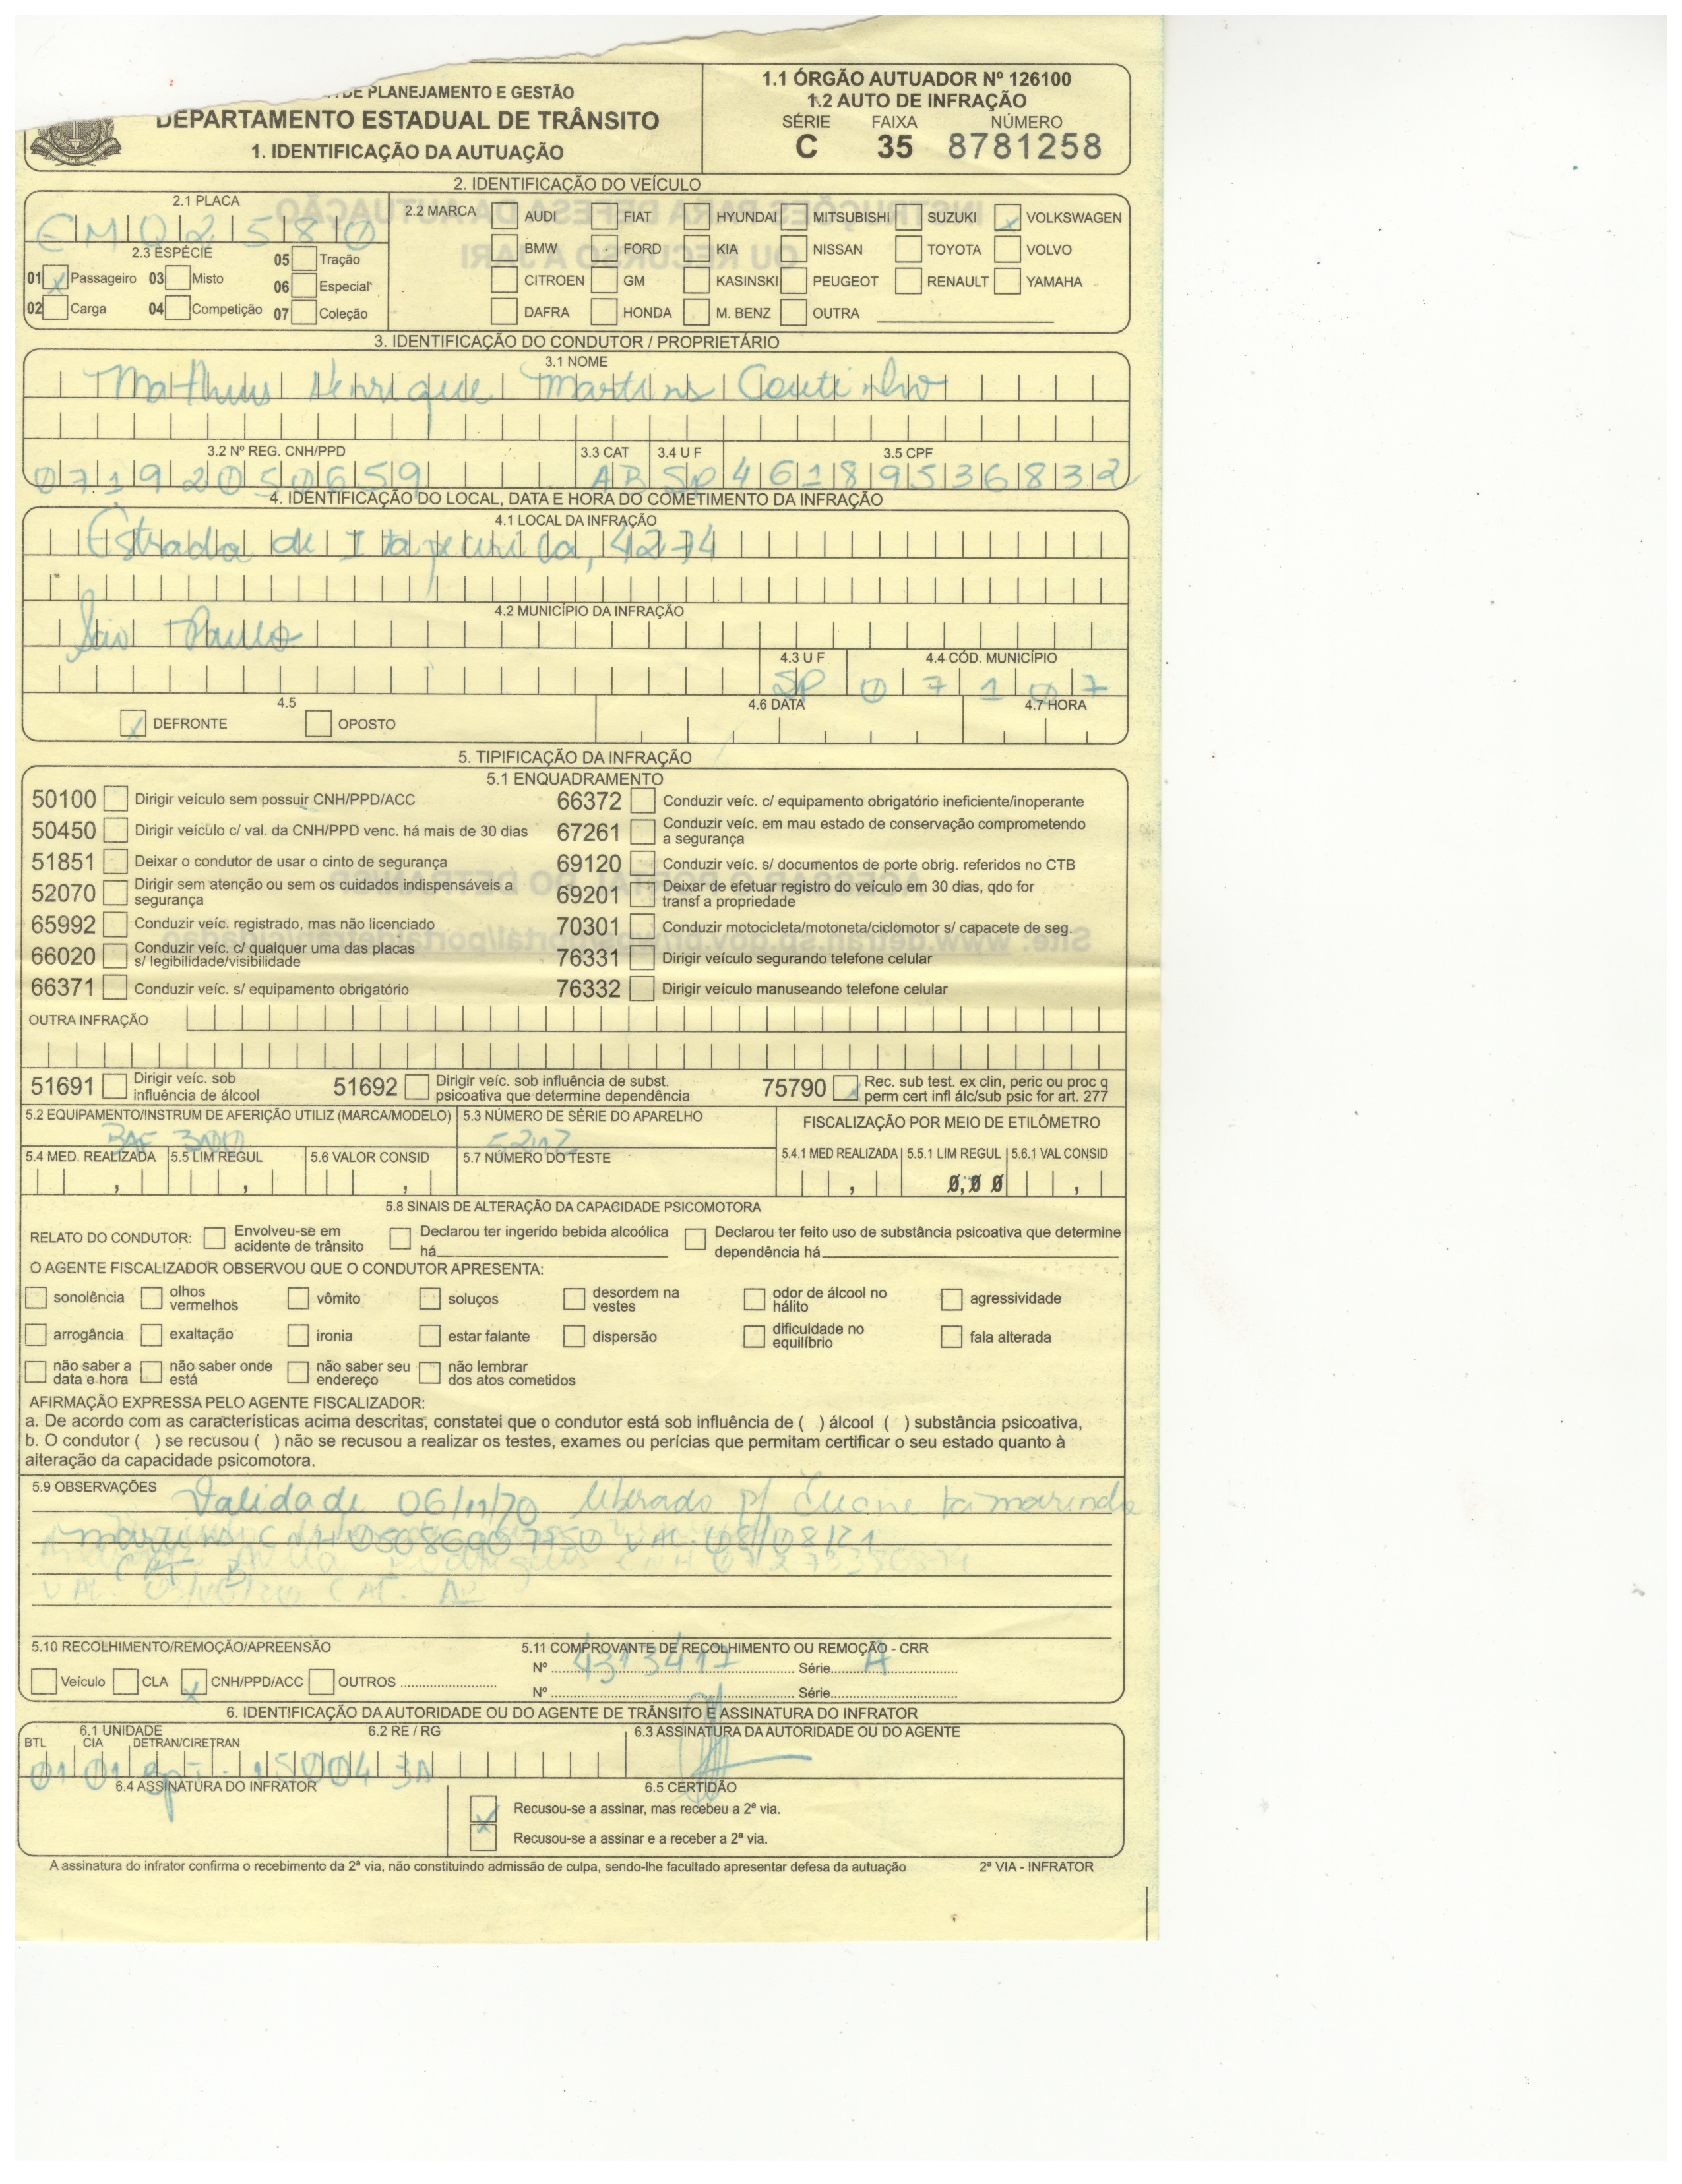 DE PLANEJAMENTO E GESTÃO
DEPARTAMENTO ESTADUAL DE TRÂNSITO
1. IDENTIFICAÇÃO DA AUTUAÇÃO
1.1 ÓRGÃO AUTUADOR Nº 126100
1.2 AUTO DE INFRAÇÃO
SÉRIE FAIXA NÚMERO
C 35 8781258
2. IDENTIFICAÇÃO DO VEÍCULO
2.1 PLACA
EMQ2580
2.2 MARCA AUDI FIAT HYUNDAI MITSUBISHI SUZUKI VOLKSWAGEN
BMW FORD KIA NISSAN TOYOTA VOLVO
CITROEN GM KASINSKI PEUGEOT RENAULT YAMAHA
DAFRA HONDA M. BENZ OUTRA
2.3 ESPÉCIE
01 Passageiro 03 Misto 05 Tração
02 Carga 04 Competição 06 Especial
07 Coleção
3. IDENTIFICAÇÃO DO CONDUTOR / PROPRIETÁRIO
3.1 NOME
Matheus Henrique Martins Coutinho
3.2 Nº REG. CNH/PPD 3.3 CAT 3.4 U F 3.5 CPF
07192050659 AB SP 46189536832
4. IDENTIFICAÇÃO DO LOCAL, DATA E HORA DO COMETIMENTO DA INFRAÇÃO
4.1 LOCAL DA INFRAÇÃO
Estrada de Itapecerica, 4274
4.2 MUNICÍPIO DA INFRAÇÃO
São Paulo
4.3 U F 4.4 CÓD. MUNICÍPIO
SP 07107
4.5 4.6 DATA 4.7 HORA
DEFRONTE OPOSTO
5. TIPIFICAÇÃO DA INFRAÇÃO
5.1 ENQUADRAMENTO
50100 Dirigir veículo sem possuir CNH/PPD/ACC
66372 Conduzir veíc. c/ equipamento obrigatório ineficiente/inoperante
50450 Dirigir veículo c/ val. da CNH/PPD venc. há mais de 30 dias
67261 Conduzir veíc. em mau estado de conservação comprometendo
a segurança
51851 Deixar o condutor de usar o cinto de segurança
69120 Conduzir veíc. s/ documentos de porte obrig. referidos no CTB
52070 Dirigir sem atenção ou sem os cuidados indispensáveis a
segurança
69201 Deixar de efetuar registro do veículo em 30 dias, qdo for
transf a propriedade
65992 Conduzir veíc. registrado, mas não licenciado
70301 Conduzir motocicleta/motoneta/ciclomotor s/ capacete de seg.
66020 Conduzir veíc. c/ qualquer uma das placas
s/ legibilidade/visibilidade
76331 Dirigir veículo segurando telefone celular
66371 Conduzir veíc. s/ equipamento obrigatório
76332 Dirigir veículo manuseando telefone celular
OUTRA INFRAÇÃO
51691 Dirigir veíc. sob
influência de álcool
51692 Dirigir veíc. sob influência de subst.
psicoativa que determine dependência
75790 Rec. sub test. ex clin, peric ou proc q
perm cert infl álc/sub psic for art. 277
5.2 EQUIPAMENTO/INSTRUM DE AFERIÇÃO UTILIZ (MARCA/MODELO) 5.3 NÚMERO DE SÉRIE DO APARELHO
FISCALIZAÇÃO POR MEIO DE ETILÔMETRO
5.4 MED. REALIZADA 5.5 LIM REGUL 5.6 VALOR CONSID 5.7 NÚMERO DO TESTE
5.4.1 MED REALIZADA 5.5.1 LIM REGUL 5.6.1 VAL CONSID
0,00
5.8 SINAIS DE ALTERAÇÃO DA CAPACIDADE PSICOMOTORA
RELATO DO CONDUTOR: Envolveu-se em
acidente de trânsito
Declarou ter ingerido bebida alcoólica
há
Declarou ter feito uso de substância psicoativa que determine
dependência há
O AGENTE FISCALIZADOR OBSERVOU QUE O CONDUTOR APRESENTA:
sonolência olhos vermelhos vômito soluços desordem na vestes odor de álcool no hálito agressividade
arrogância exaltação ironia estar falante dispersão dificuldade no equilíbrio fala alterada
não saber a data e hora não saber onde está não saber seu endereço não lembrar dos atos cometidos
AFIRMAÇÃO EXPRESSA PELO AGENTE FISCALIZADOR:
a. De acordo com as características acima descritas, constatei que o condutor está sob influência de ( ) álcool ( ) substância psicoativa,
b. O condutor ( ) se recusou ( ) não se recusou a realizar os testes, exames ou perícias que permitam certificar o seu estado quanto à
alteração da capacidade psicomotora.
5.9 OBSERVAÇÕES Validade 06/11/70 liberado p/
CNH VAL. 08/08/21
CAT. B
5.10 RECOLHIMENTO/REMOÇÃO/APREENSÃO
Veículo CLA CNH/PPD/ACC OUTROS
5.11 COMPROVANTE DE RECOLHIMENTO OU REMOÇÃO - CRR
Nº 4313417 Série A
Nº Série
6. IDENTIFICAÇÃO DA AUTORIDADE OU DO AGENTE DE TRÂNSITO E ASSINATURA DO INFRATOR
6.1 UNIDADE 6.2 RE / RG 6.3 ASSINATURA DA AUTORIDADE OU DO AGENTE
BTL CIA DETRAN/CIRETRAN
6.4 ASSINATURA DO INFRATOR 6.5 CERTIDÃO
Recusou-se a assinar, mas recebeu a 2ª via.
Recusou-se a assinar e a receber a 2ª via.
A assinatura do infrator confirma o recebimento da 2ª via, não constituindo admissão de culpa, sendo-lhe facultado apresentar defesa da autuação 2ª VIA - INFRATOR